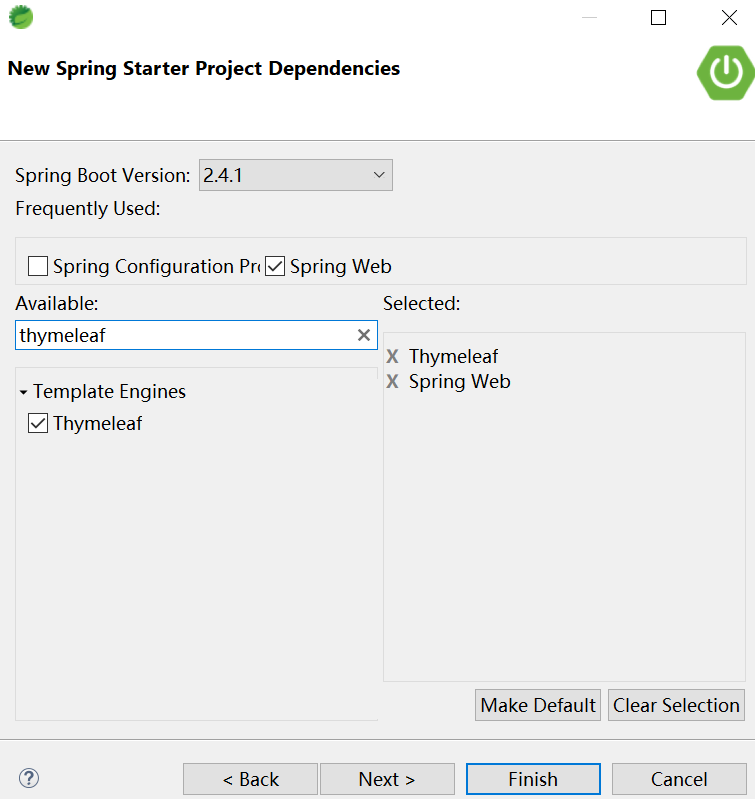 New Spring Starter Project Dependencies
Spring Boot Version: 2.4.1
Frequently Used:
Spring Configuration Pr Spring Web
Available: Selected:
thymeleaf
X Thymeleaf
X Spring Web
Template Engines
Thymeleaf
Make Default Clear Selection
? < Back Next > Finish Cancel